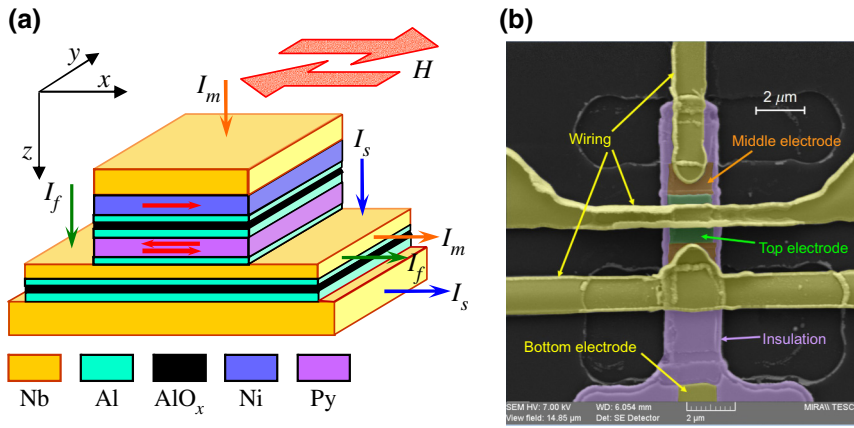 (a)
y
x
z
H
I_m
I_s
I_f
I_m
I_f
I_s
Nb
Al
AlO_x
Ni
Py
(b)
2 μm
Wiring
Middle electrode
Top electrode
Insulation
Bottom electrode
SEM HV: 7.00 kV WD: 6.054 mm MIRA\\ TESC
View field: 14.85 μm Det: SE Detector 2 μm